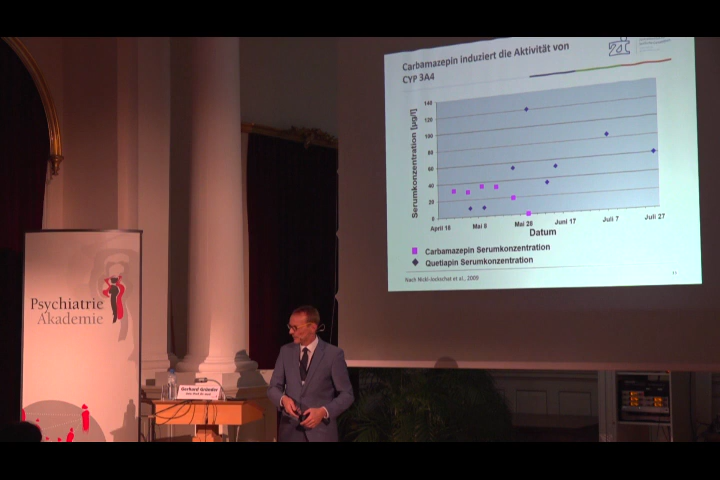 Carbamazepin induziert die Aktivität von
CYP 3A4
Serumkonzentration [µg/l]
140
120
100
80
60
40
20
0
April 18
Mai 8
Mai 28
Juni 17
Juli 7
Juli 27
Datum
Carbamazepin Serumkonzentration
Quetiapin Serumkonzentration
Nach Nickl-Jockschat et al., 2009
Psychiatrie
Akademie
Gerhard Gründer